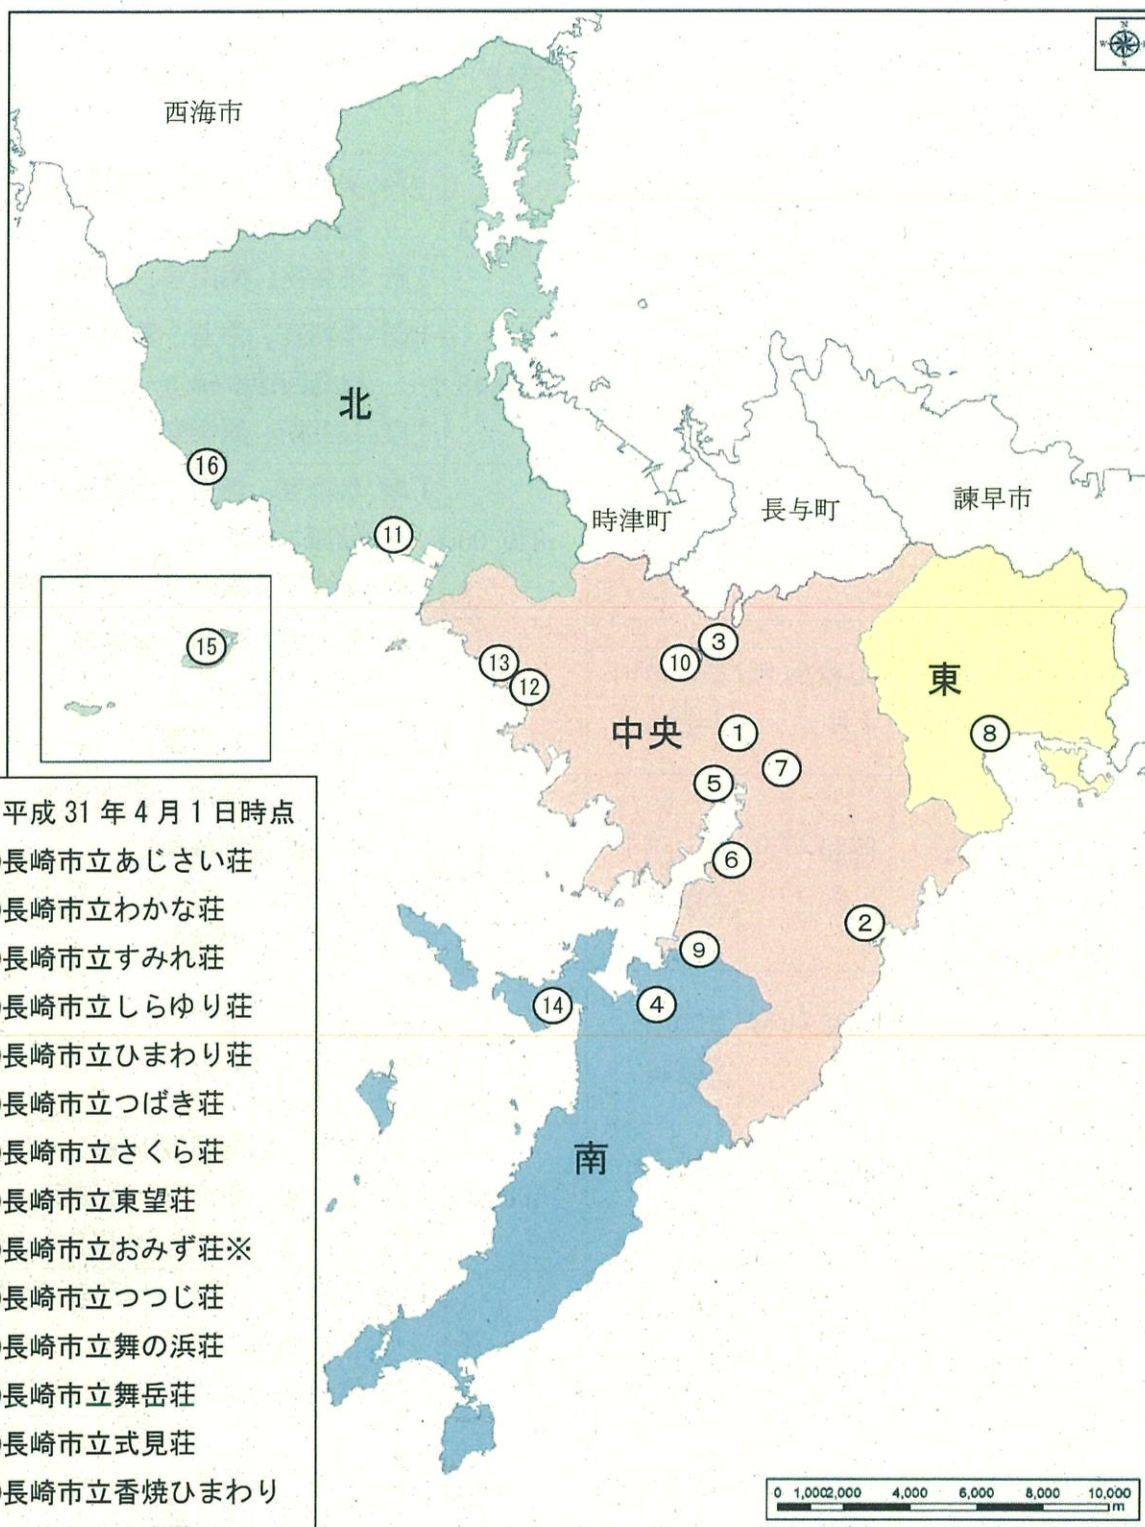 N
W
S
西海市
北
16
11
時津町
長与町
諫早市
15
3
13
10
12
東
中央
1
8
7
5
6
2
9
14
4
南
平成31年4月1日時点
長崎市立あじさい荘
長崎市立わかな荘
長崎市立すみれ荘
長崎市立しらゆり荘
長崎市立ひまわり荘
長崎市立つばき荘
長崎市立さくら荘
長崎市立東望荘
長崎市立おみず荘※
長崎市立つつじ荘
長崎市立舞の浜荘
長崎市立舞岳荘
長崎市立式見荘
長崎市立香焼ひまわり
0 1,0002,000 4,000 6,000 8,000 10,000
m